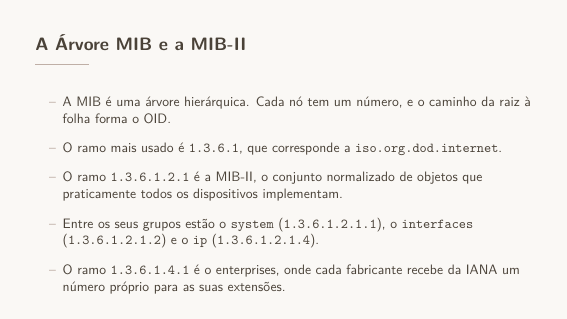 A Árvore MIB e a MIB-II
– A MIB é uma árvore hierárquica. Cada nó tem um número, e o caminho da raiz à
folha forma o OID.
– O ramo mais usado é 1.3.6.1, que corresponde a iso.org.dod.internet.
– O ramo 1.3.6.1.2.1 é a MIB-II, o conjunto normalizado de objetos que
praticamente todos os dispositivos implementam.
– Entre os seus grupos estão o system (1.3.6.1.2.1.1), o interfaces
(1.3.6.1.2.1.2) e o ip (1.3.6.1.2.1.4).
– O ramo 1.3.6.1.4.1 é o enterprises, onde cada fabricante recebe da IANA um
número próprio para as suas extensões.